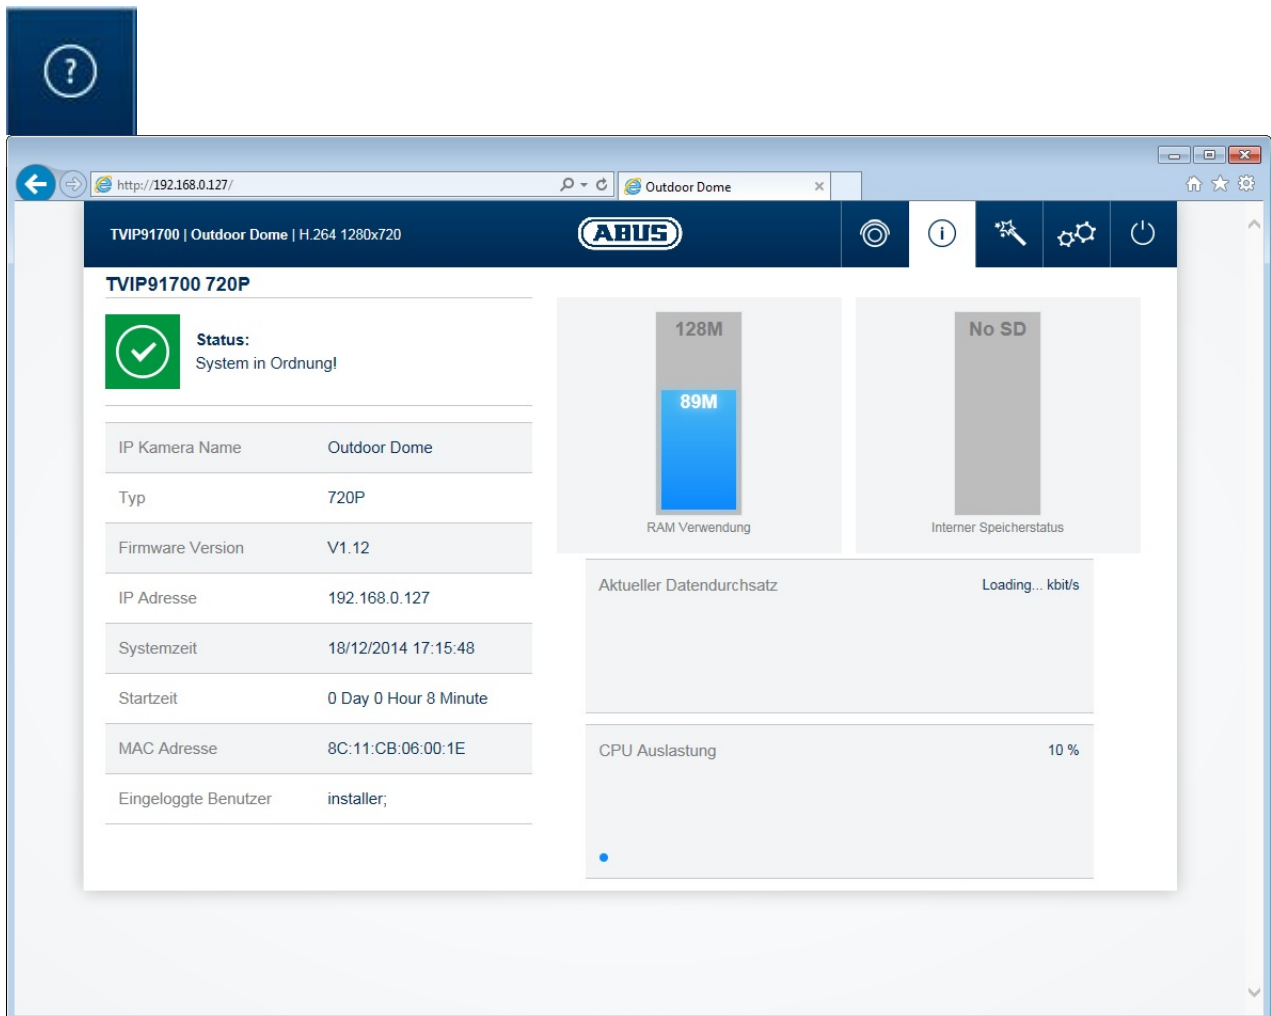 ?
http://192.168.0.127/
Outdoor Dome
TVIP91700 | Outdoor Dome | H.264 1280x720
ABUS
i
TVIP91700 720P
Status:
System in Ordnung!
IP Kamera Name Outdoor Dome
Typ 720P
Firmware Version V1.12
IP Adresse 192.168.0.127
Systemzeit 18/12/2014 17:15:48
Startzeit 0 Day 0 Hour 8 Minute
MAC Adresse 8C:11:CB:06:00:1E
Eingeloggte Benutzer installer;
128M
89M
RAM Verwendung
No SD
Interner Speicherstatus
Aktueller Datendurchsatz Loading... kbit/s
CPU Auslastung 10 %